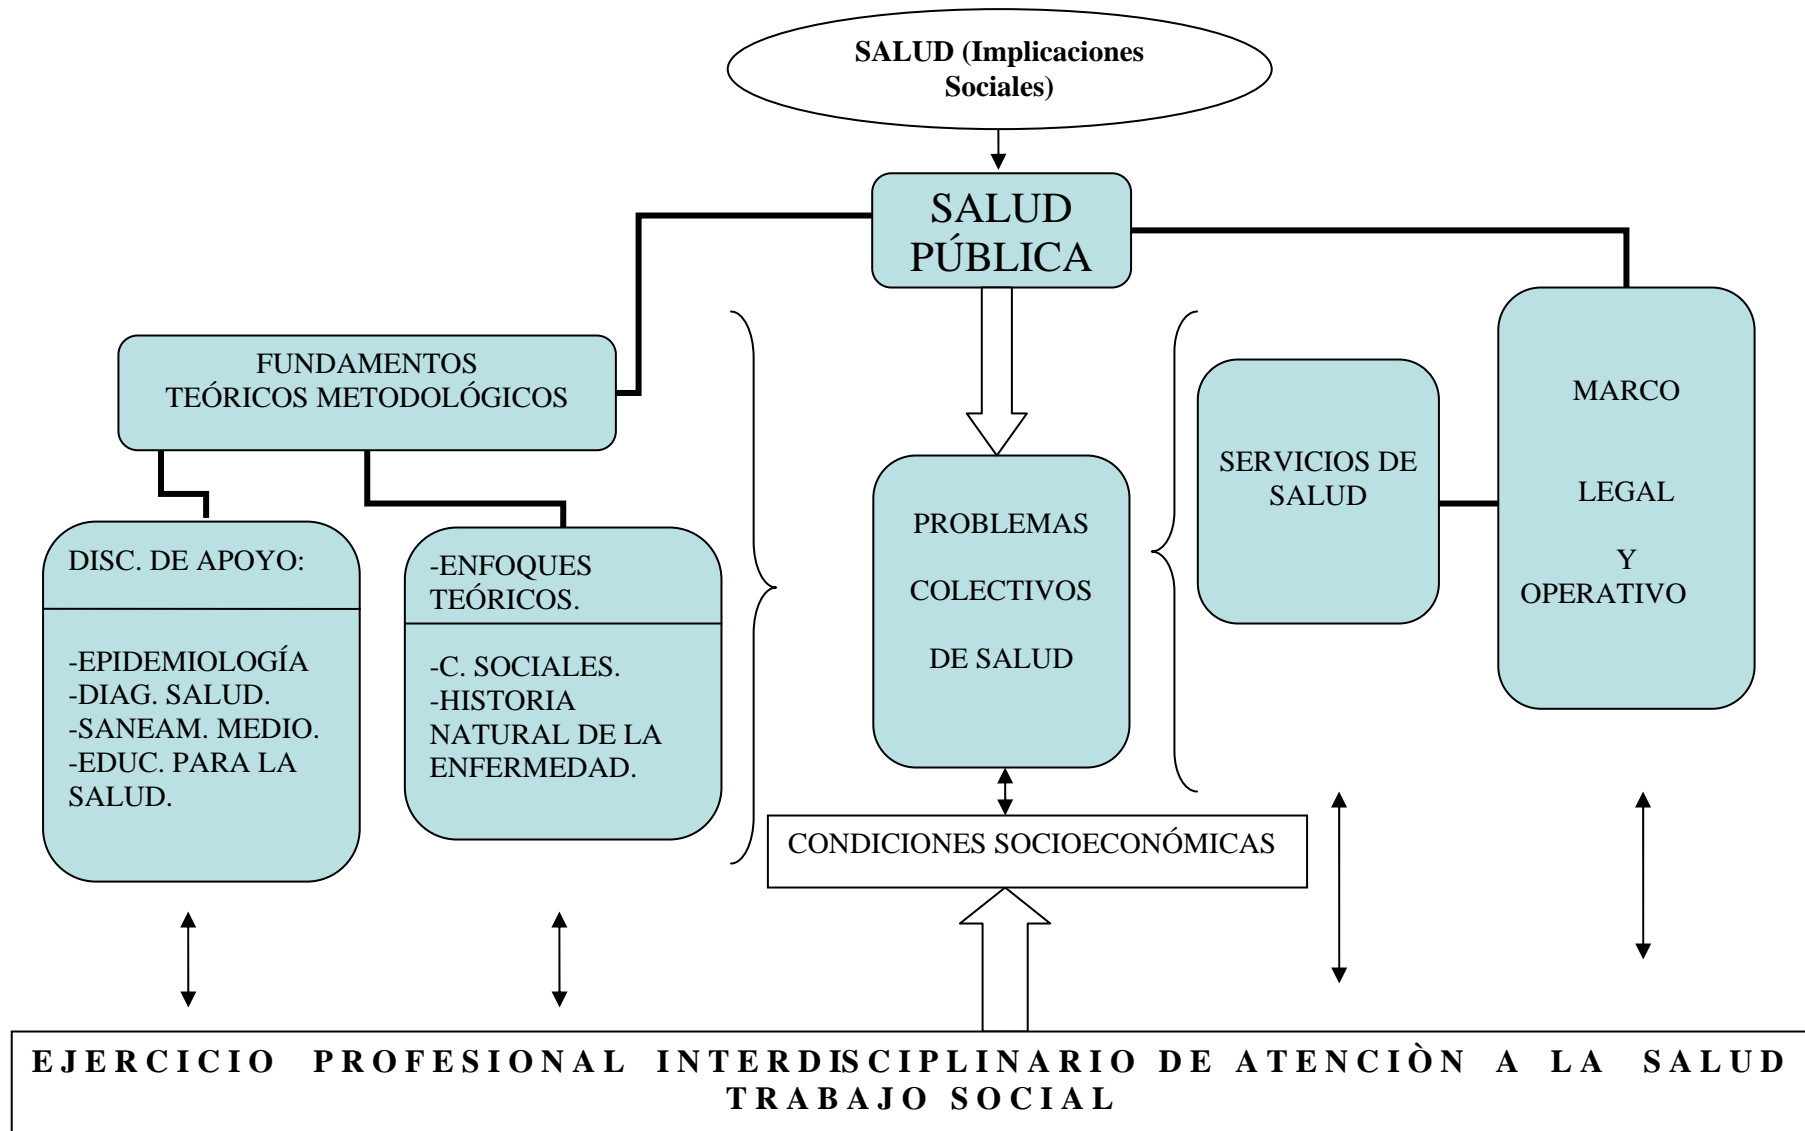 SALUD (Implicaciones
Sociales)
SALUD
PÚBLICA
FUNDAMENTOS
TEÓRICOS METODOLÓGICOS
DISC. DE APOYO:
-EPIDEMIOLOGÍA
-DIAG. SALUD.
-SANEAM. MEDIO.
-EDUC. PARA LA
SALUD.
-ENFOQUES
TEÓRICOS.
-C. SOCIALES.
-HISTORIA
NATURAL DE LA
ENFERMEDAD.
PROBLEMAS
COLECTIVOS
DE SALUD
CONDICIONES SOCIOECONÓMICAS
SERVICIOS DE
SALUD
MARCO
LEGAL
Y
OPERATIVO
EJERCICIO PROFESIONAL INTERDISCIPLINARIO DE ATENCIÒN A LA SALUD
TRABAJO SOCIAL